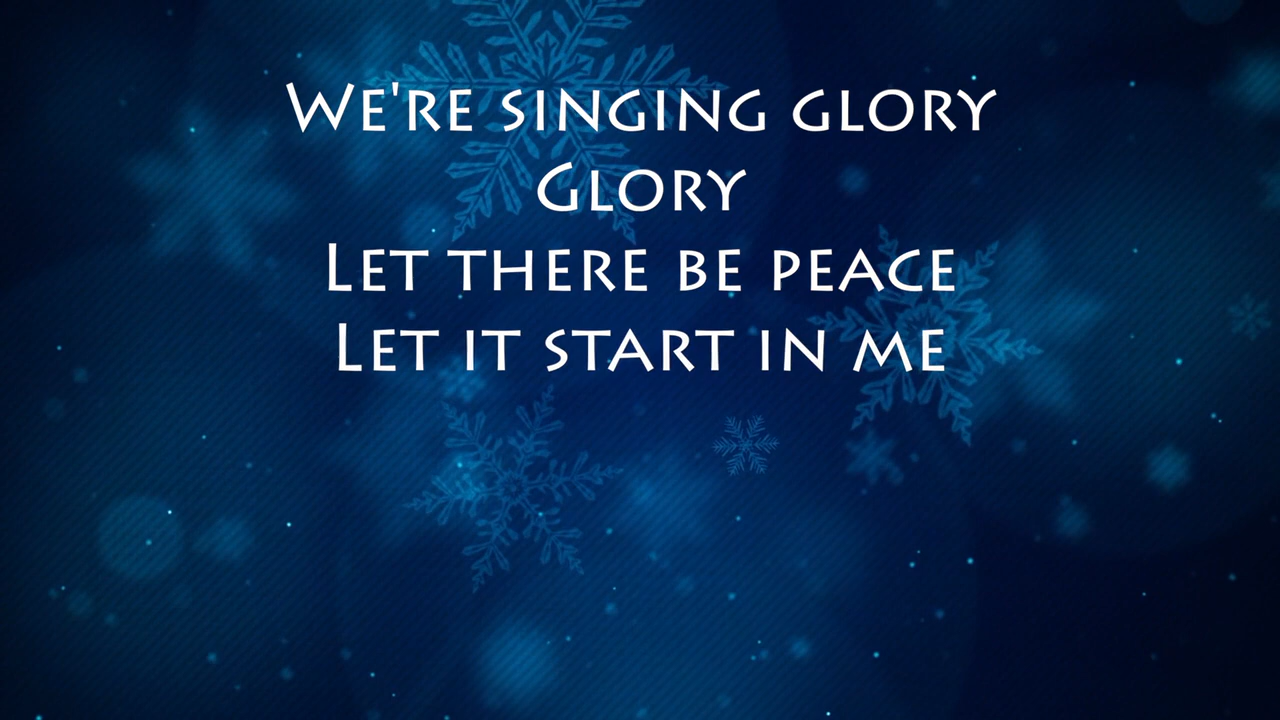 We're singing glory
Glory
Let there be peace
Let it start in me